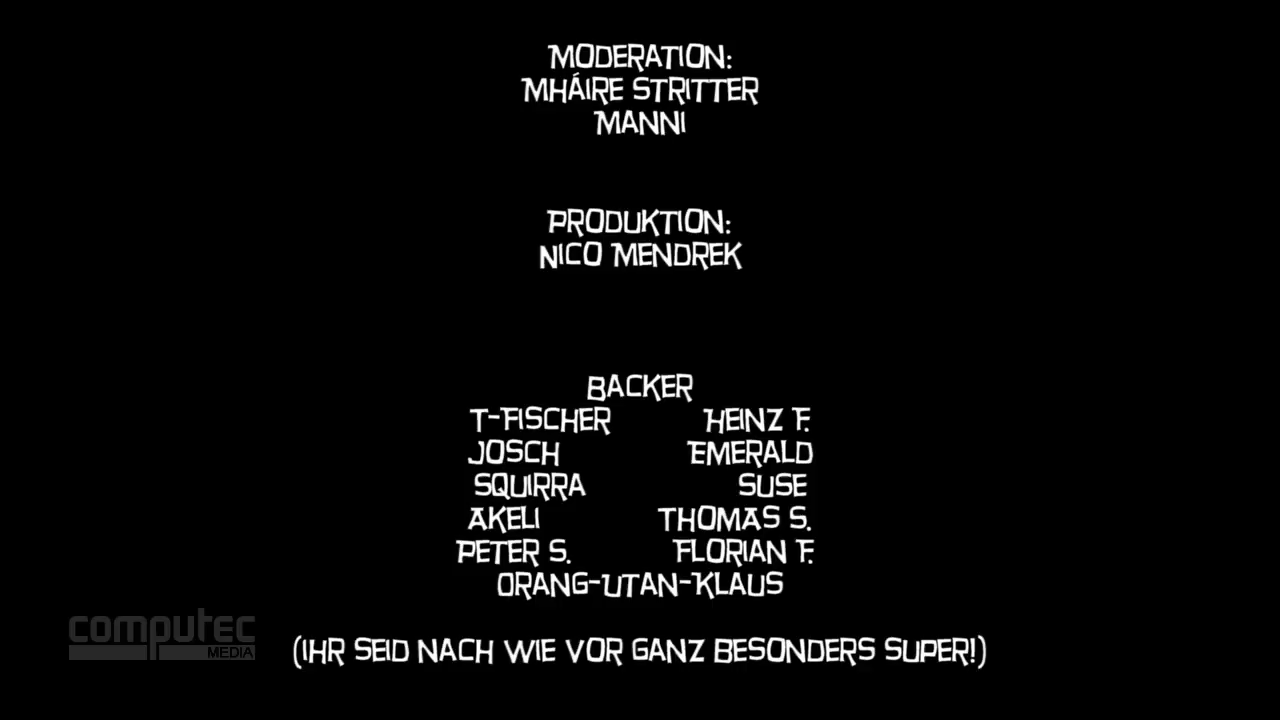 MODERATION:
MHÁIRE STRITTER
MANNI
PRODUKTION:
NICO MENDREK
BACKER
T-FISCHER HEINZ F.
JOSCH EMERALD
SQUIRRA SUSE
AKELI THOMAS S.
PETER S. FLORIAN F.
ORANG-UTAN-KLAUS
(IHR SEID NACH WIE VOR GANZ BESONDERS SUPER!)
computec
MEDIA